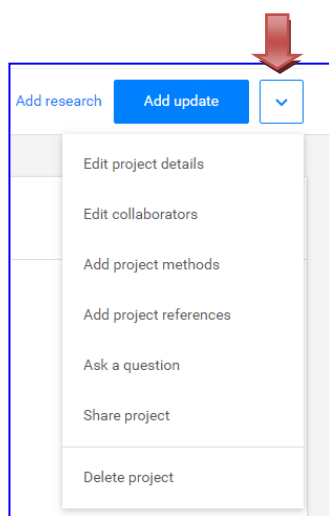 Add research Add update
Edit project details
Edit collaborators
Add project methods
Add project references
Ask a question
Share project
Delete project